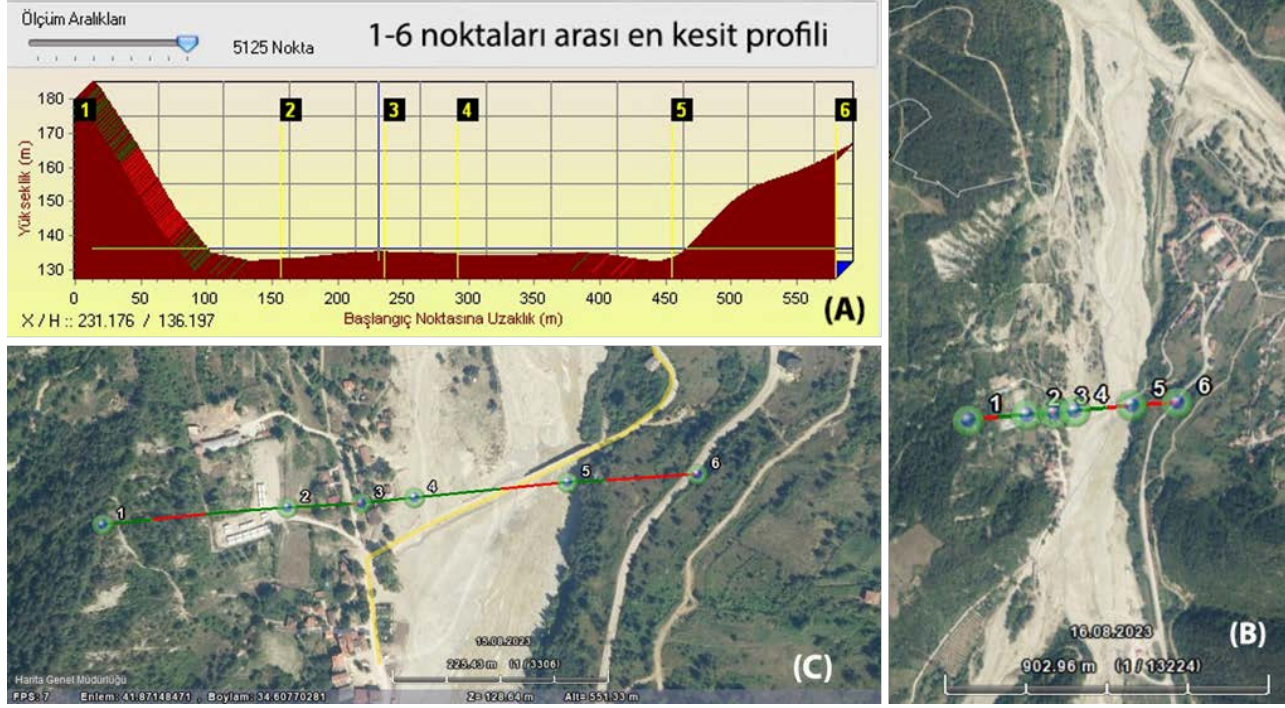 Ölçüm Aralıkları
5125 Nokta
1-6 noktaları arası en kesit profili
Yükseklik (m)
180
170
160
150
140
130
1 2 3 4 5 6
0 50 100 150 200 250 300 350 400 450 500 550
X / H :: 231.176 / 136.197
Başlangıç Noktasına Uzaklık (m)
(A)
1 2 3 4 5 6
16.08.2023
902.96 m (1 / 13224)
(B)
1 2 3 4 5 6
15.08.2023
225.43 m (1 / 3306)
(C)
Harita Genel Müdürlüğü
FPS: 7 Enlem: 41.87148471 , Boylam: 34.60770281 Z= 128.64 m Alt= 551.33 m